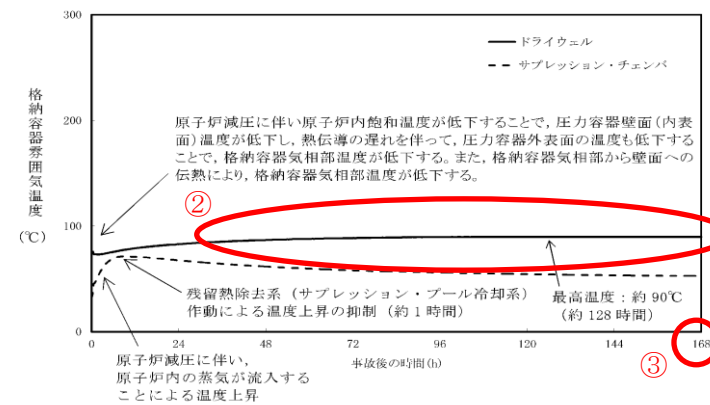 300
ドライウェル
サプレッション・チェンバ
格納容器雰囲気温度
(℃)
原子炉減圧に伴い原子炉内飽和温度が低下することで，圧力容器壁面（内表
面）温度が低下し，熱伝導の遅れを伴って，圧力容器外表面の温度も低下する
ことで，格納容器気相部温度が低下する。また，格納容器気相部から壁面への
伝熱により，格納容器気相部温度が低下する。
200
②
100
残留熱除去系（サプレッション・プール冷却系）
作動による温度上昇の抑制（約１時間）
最高温度：約 90℃
（約 128 時間）
0
0 24 48 72 96 120 144 168
事故後の時間(h)
③
原子炉減圧に伴い，
原子炉内の蒸気が流入する
ことによる温度上昇